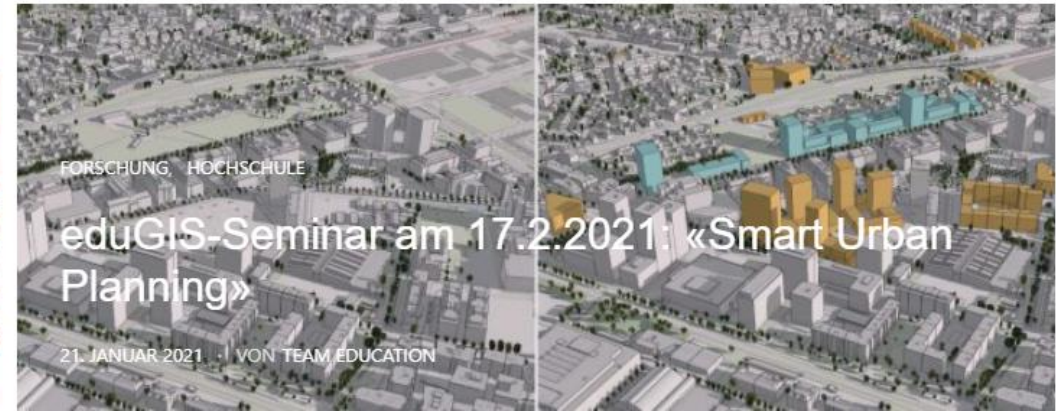 FORSCHUNG, HOCHSCHULE
eduGIS-Seminar am 17.2.2021: «Smart Urban
Planning»
21. JANUAR 2021 · VON TEAM EDUCATION